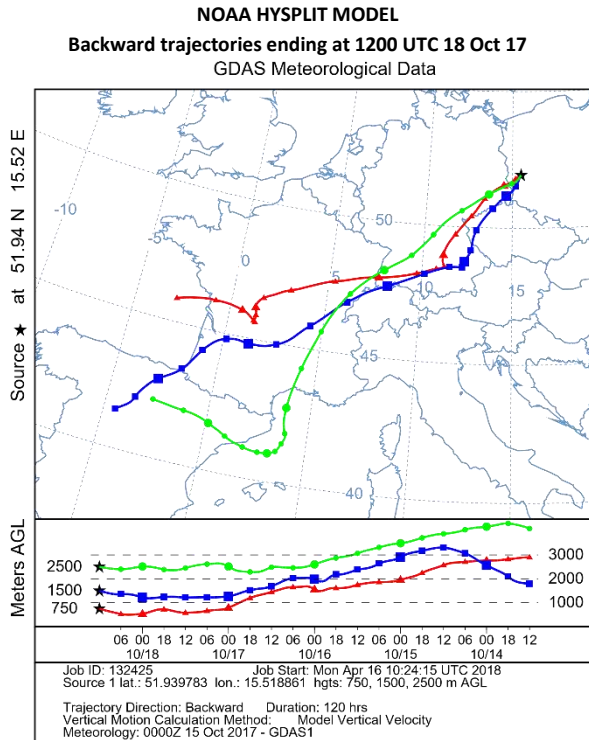 NOAA HYSPLIT MODEL
Backward trajectories ending at 1200 UTC 18 Oct 17
GDAS Meteorological Data
Source ★ at 51.94 N 15.52 E
-10
50
0
5
10
15
45
40
Meters AGL
2500
1500
750
3000
2000
1000
06 00 18 12 06 00 18 12 06 00 18 12 06 00 18 12 06 00 18 12
10/18 10/17 10/16 10/15 10/14
Job ID: 132425 Job Start: Mon Apr 16 10:24:15 UTC 2018
Source 1 lat.: 51.939783 lon.: 15.518861 hgts: 750, 1500, 2500 m AGL
Trajectory Direction: Backward Duration: 120 hrs
Vertical Motion Calculation Method: Model Vertical Velocity
Meteorology: 0000Z 15 Oct 2017 - GDAS1